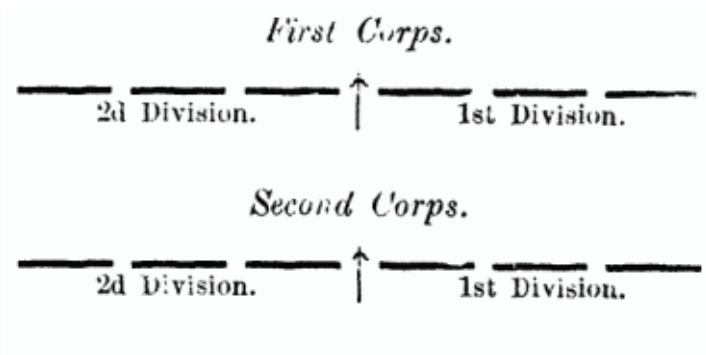 First Corps.
2d Division. 1st Division.
Second Corps.
2d Division. 1st Division.